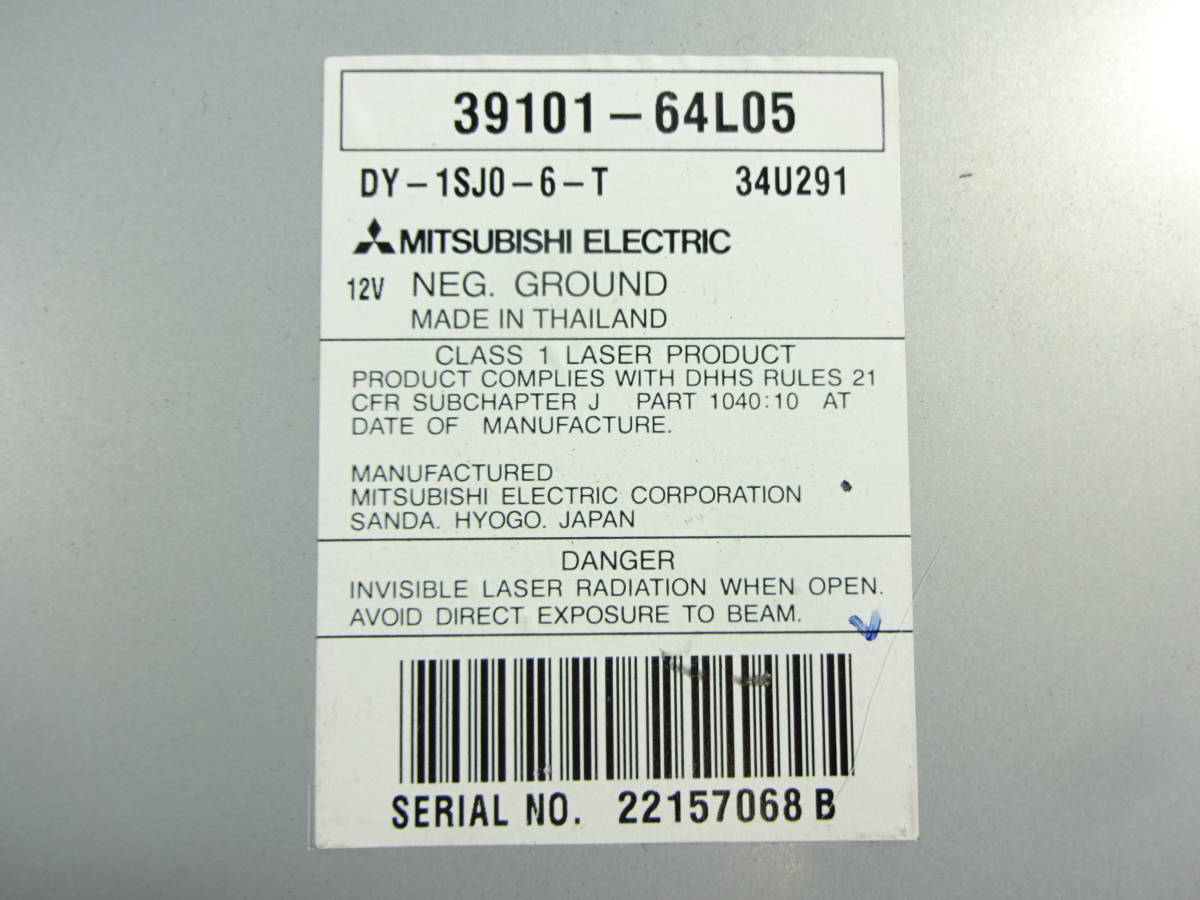 39101-64L05
DY-1SJ0-6-T 34U291
MITSUBISHI ELECTRIC
12V NEG. GROUND
MADE IN THAILAND
CLASS 1 LASER PRODUCT
PRODUCT COMPLIES WITH DHHS RULES 21
CFR SUBCHAPTER J PART 1040:10 AT
DATE OF MANUFACTURE.
MANUFACTURED
MITSUBISHI ELECTRIC CORPORATION
SANDA. HYOGO. JAPAN
DANGER
INVISIBLE LASER RADIATION WHEN OPEN.
AVOID DIRECT EXPOSURE TO BEAM.
SERIAL NO. 22157068 B